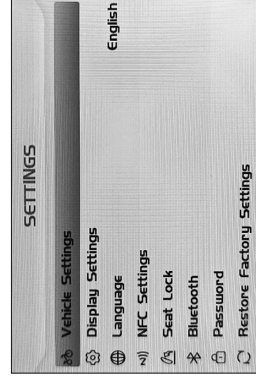 SETTINGS
Vehicle Settings
Display Settings
Language English
NFC Settings
Seat Lock
Bluetooth
Password
Restore Factory Settings